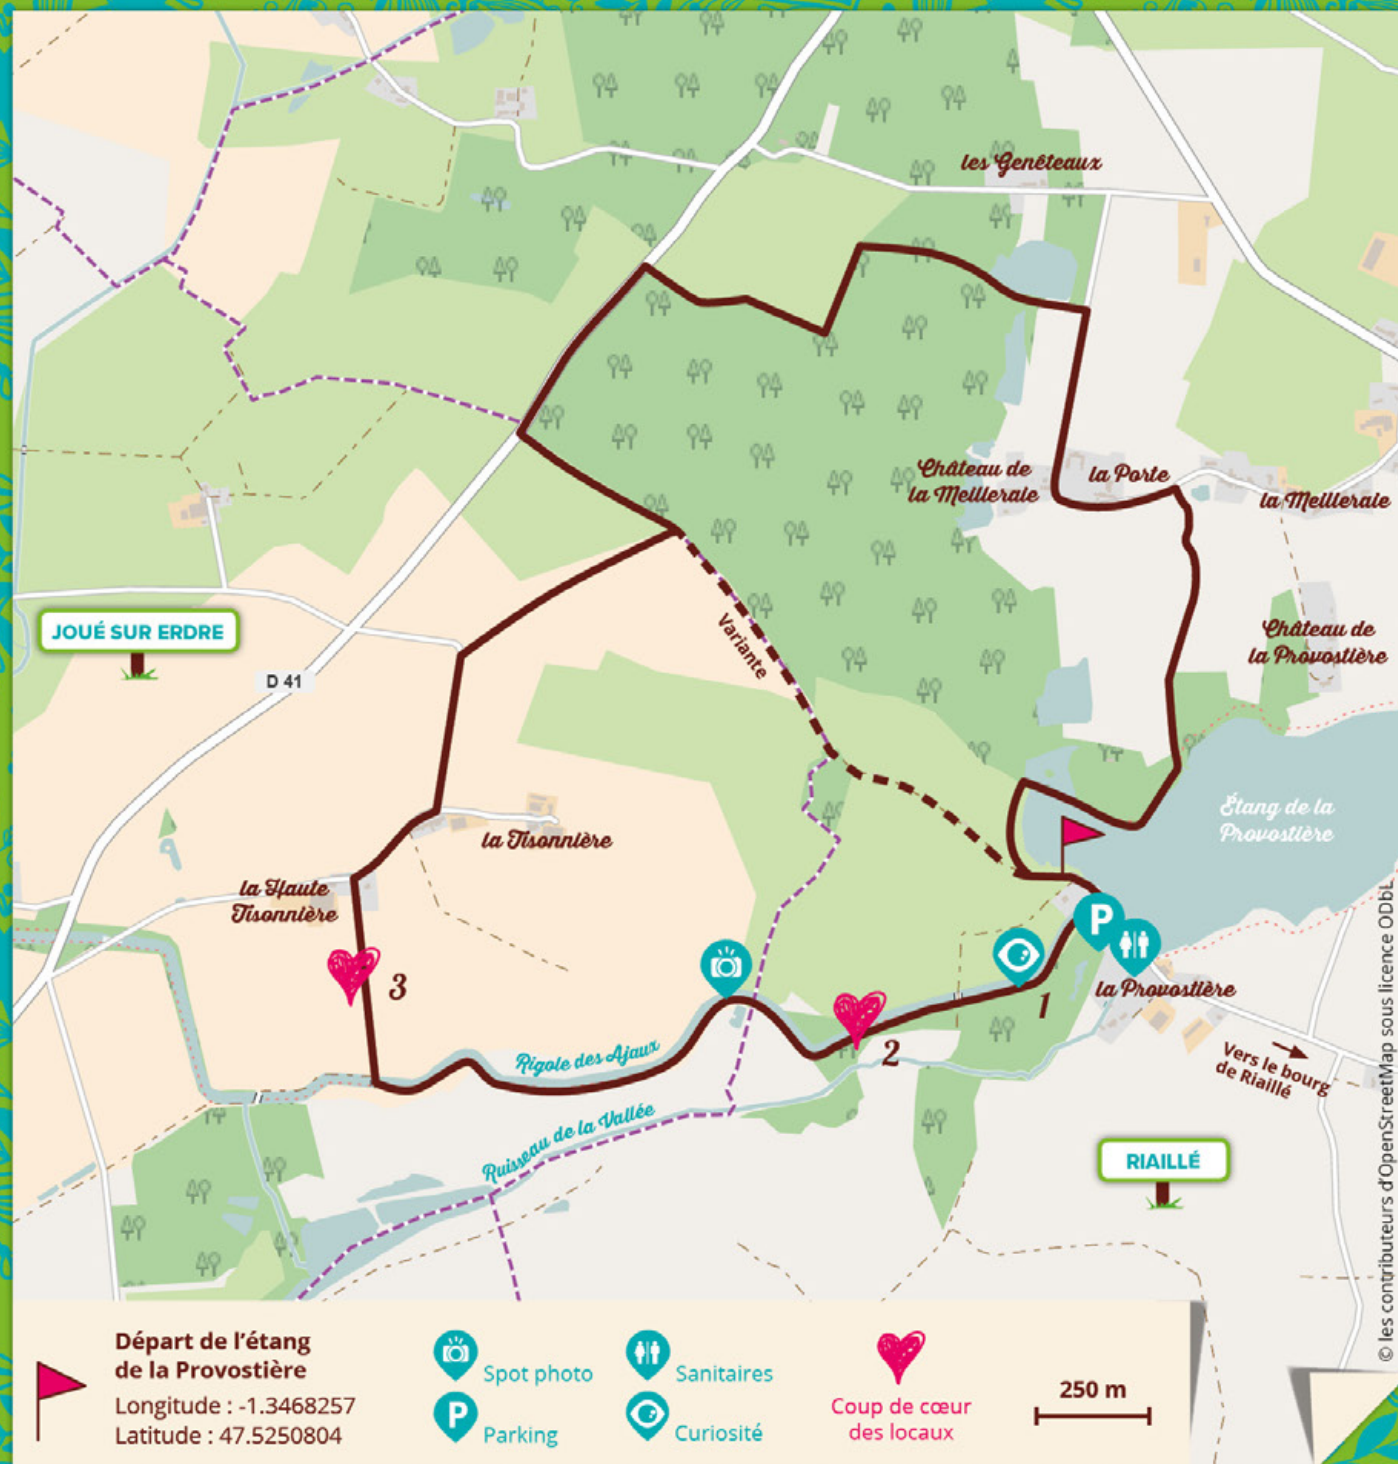 les Genêteaux
Château de
la Meilleraie
la Porte
la Meilleraie
JOUÉ SUR ERDRE
Variante
Château de
la Provostière
D 41
Étang de la
Provostière
la Tisonnière
la Haute
Tisonnière
3
P
la Provostière
1
2
Rigole des Ajaux
Vers le bourg
de Riaillé
Ruisseau de la Vallée
RIAILLÉ
© les contributeurs d'OpenStreetMap sous licence ODbL
Départ de l'étang
de la Provostière
Longitude : -1.3468257
Latitude : 47.5250804
Spot photo
Sanitaires
P
Parking
Curiosité
Coup de cœur
des locaux
250 m